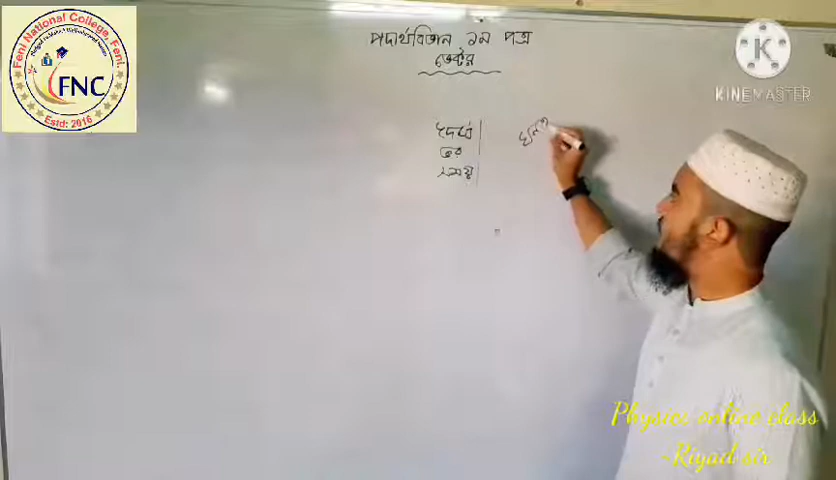 Feni National College, Feni.
FNC
Estd: 2016
পদার্থবিজ্ঞান ১ম পত্র
ভেক্টর
দৈর্ঘ্য
ভর
সময়
KINEMASTER
Physics online class
~Riyad sir